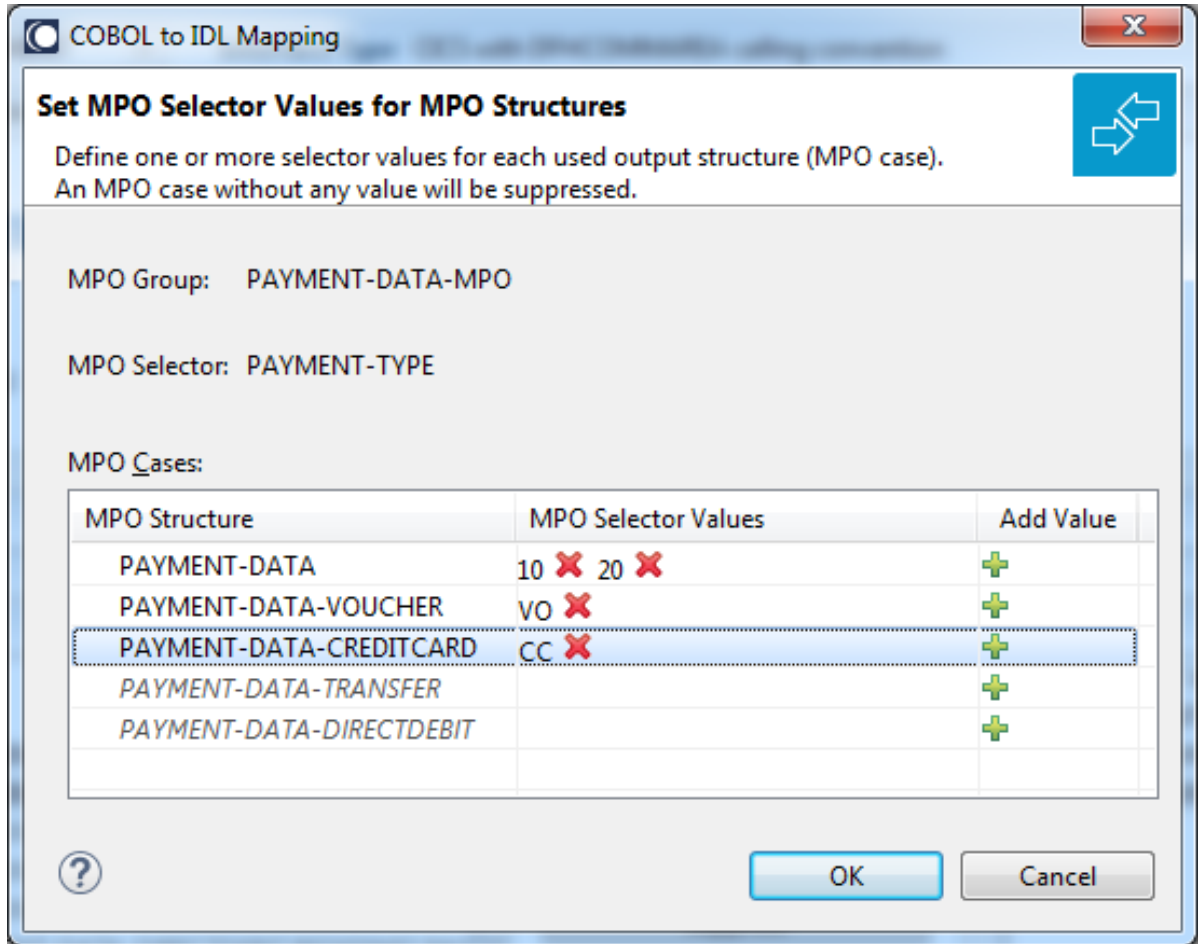 COBOL to IDL Mapping
Set MPO Selector Values for MPO Structures
Define one or more selector values for each used output structure (MPO case).
An MPO case without any value will be suppressed.
MPO Group: PAYMENT-DATA-MPO
MPO Selector: PAYMENT-TYPE
MPO Cases:
MPO Structure MPO Selector Values Add Value
PAYMENT-DATA 10 20
PAYMENT-DATA-VOUCHER VO
PAYMENT-DATA-CREDITCARD CC
PAYMENT-DATA-TRANSFER
PAYMENT-DATA-DIRECTDEBIT
? OK Cancel